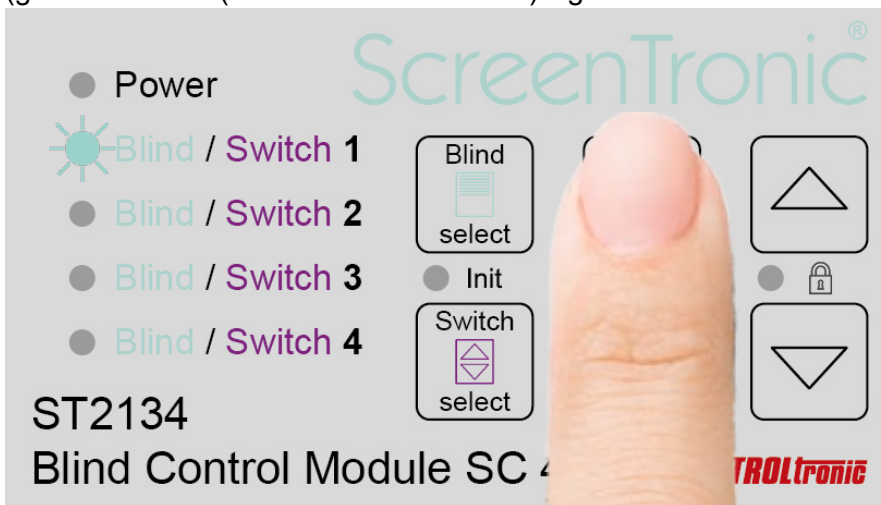 ScreenTronic®
Power
Blind / Switch 1
Blind / Switch 2
Blind / Switch 3
Blind / Switch 4
Blind
select
Init
Switch
select
ST2134
Blind Control Module SC
TROLtronic